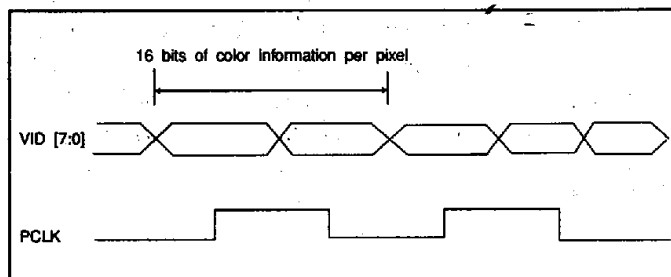 16 bits of color information per pixel
VID [7:0]
PCLK